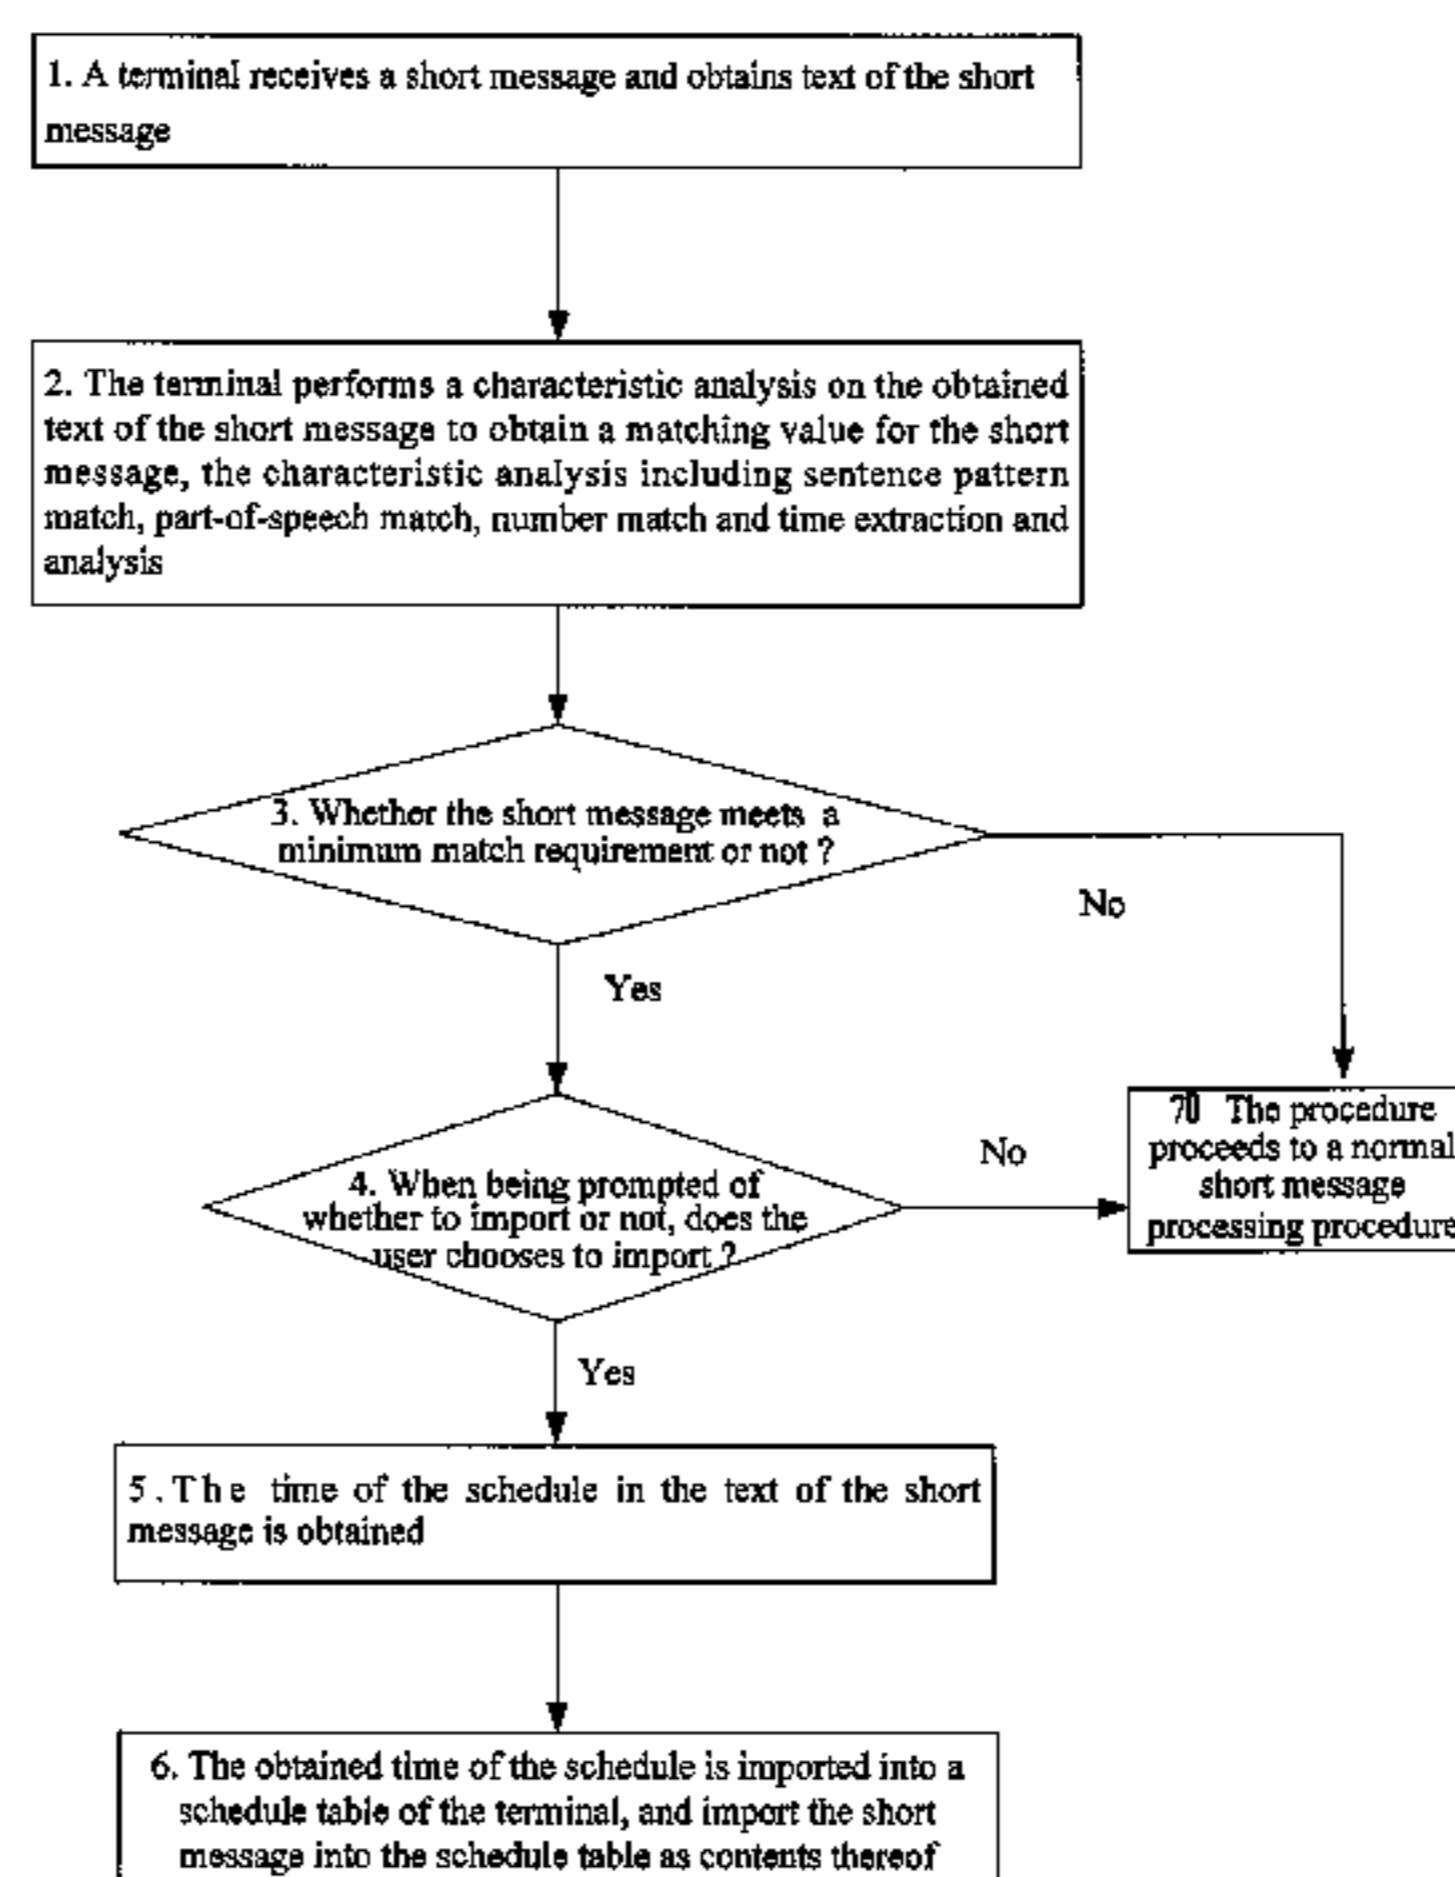 1. A terminal receives a short message and obtains text of the short
message
2. The terminal performs a characteristic analysis on the obtained
text of the short message to obtain a matching value for the short
message, the characteristic analysis including sentence pattern
match, part-of-speech match, number match and time extraction and
analysis
3. Whether the short message meets a
minimum match requirement or not ?
No
Yes
4. When being prompted of
whether to import or not, does the
user chooses to import ?
No
7 The procedure
proceeds to a normal
short message
processing procedure
Yes
5. The time of the schedule in the text of the short
message is obtained
6. The obtained time of the schedule is imported into a
schedule table of the terminal, and import the short
message into the schedule table as contents thereof